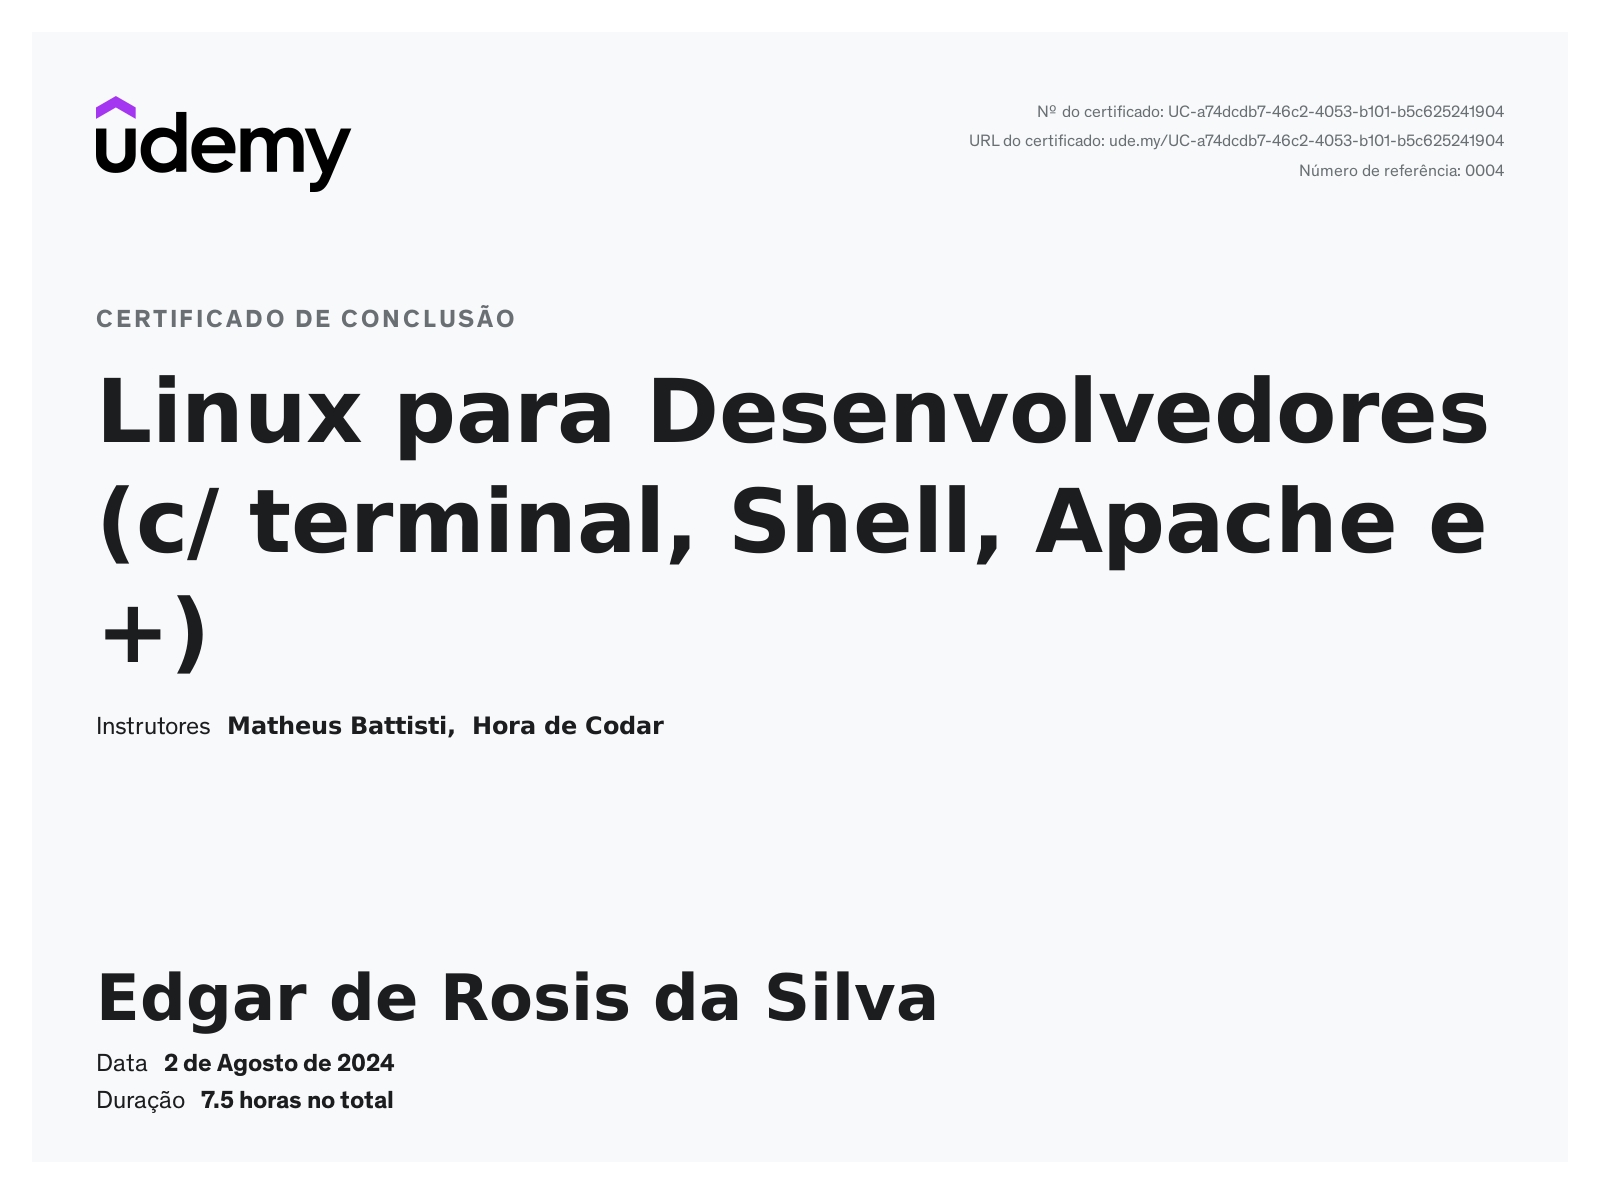 udemy
Nº do certificado: UC-a74dcdb7-46c2-4053-b101-b5c625241904
URL do certificado: ude.my/UC-a74dcdb7-46c2-4053-b101-b5c625241904
Número de referência: 0004
CERTIFICADO DE CONCLUSÃO
Linux para Desenvolvedores
(c/ terminal, Shell, Apache e
+)
Instrutores Matheus Battisti, Hora de Codar
Edgar de Rosis da Silva
Data 2 de Agosto de 2024
Duração 7.5 horas no total